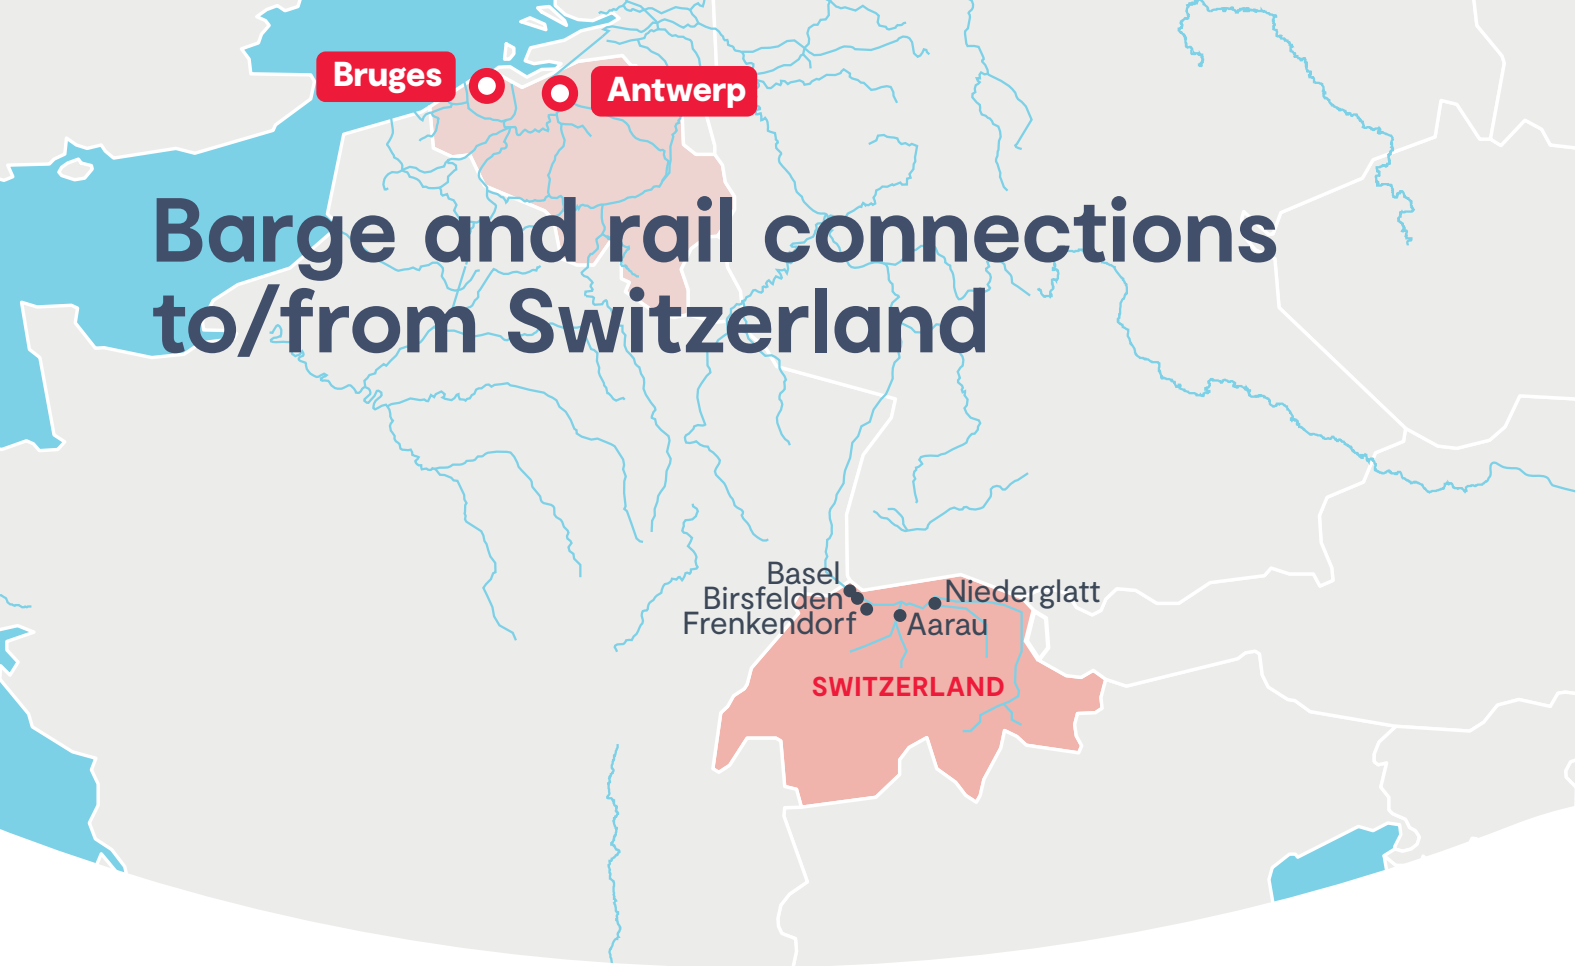 Bruges
Antwerp
Barge and rail connections
to/from Switzerland
Basel
Birsfelden
Frenkendorf
Niederglatt
Aarau
SWITZERLAND